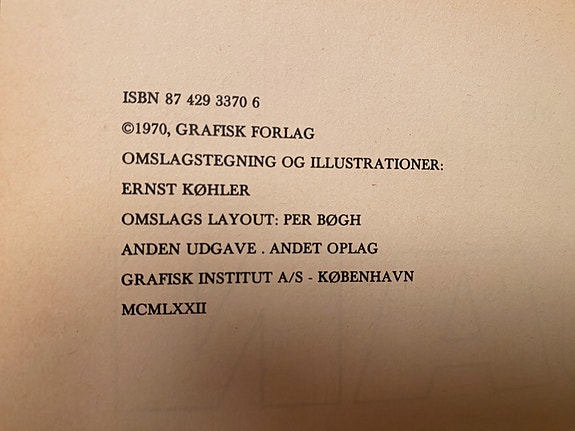 ISBN 87 429 3370 6
©1970, GRAFISK FORLAG
OMSLAGSTEGNING OG ILLUSTRATIONER:
ERNST KØHLER
OMSLAGS LAYOUT: PER BØGH
ANDEN UDGAVE . ANDET OPLAG
GRAFISK INSTITUT A/S - KØBENHAVN
MCMLXXII